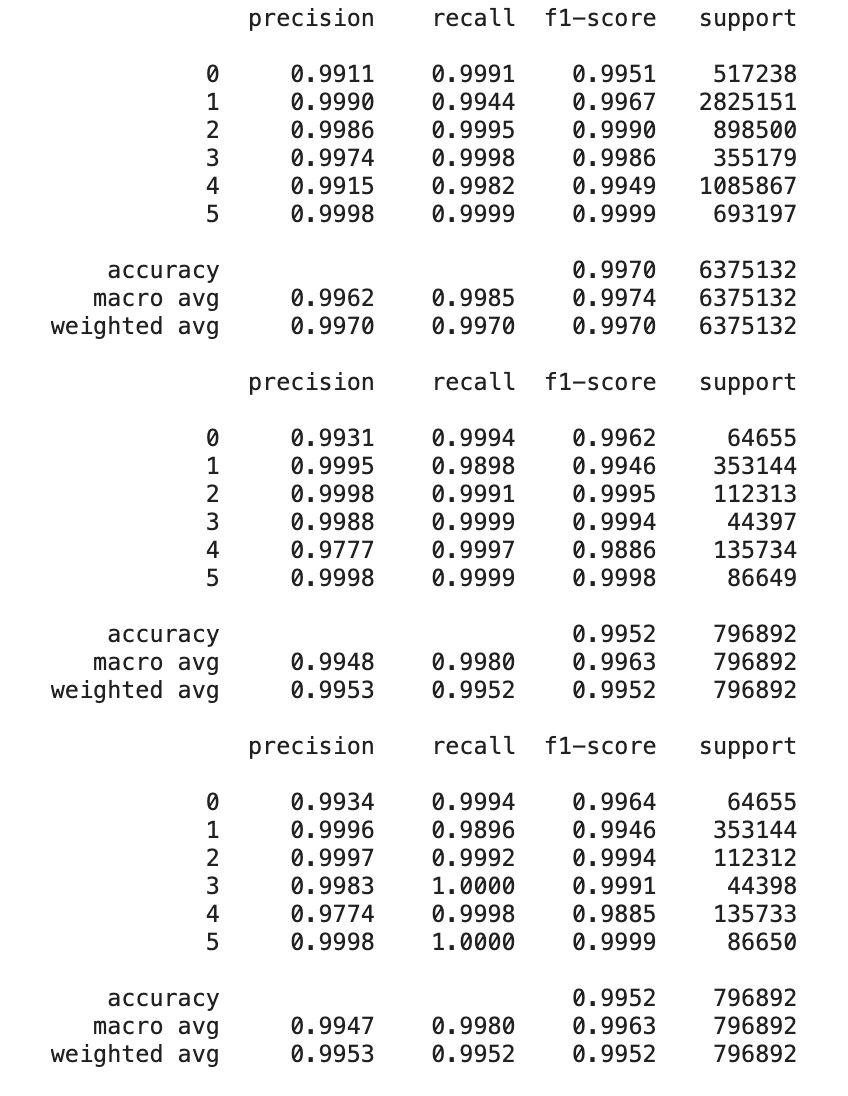 precision recall f1-score support
0 0.9911 0.9991 0.9951 517238
1 0.9990 0.9944 0.9967 2825151
2 0.9986 0.9995 0.9990 898500
3 0.9974 0.9998 0.9986 355179
4 0.9915 0.9982 0.9949 1085867
5 0.9998 0.9999 0.9999 693197
accuracy 0.9970 6375132
macro avg 0.9962 0.9985 0.9974 6375132
weighted avg 0.9970 0.9970 0.9970 6375132
precision recall f1-score support
0 0.9931 0.9994 0.9962 64655
1 0.9995 0.9898 0.9946 353144
2 0.9998 0.9991 0.9995 112313
3 0.9988 0.9999 0.9994 44397
4 0.9777 0.9997 0.9886 135734
5 0.9998 0.9999 0.9998 86649
accuracy 0.9952 796892
macro avg 0.9948 0.9980 0.9963 796892
weighted avg 0.9953 0.9952 0.9952 796892
precision recall f1-score support
0 0.9934 0.9994 0.9964 64655
1 0.9996 0.9896 0.9946 353144
2 0.9997 0.9992 0.9994 112312
3 0.9983 1.0000 0.9991 44398
4 0.9774 0.9998 0.9885 135733
5 0.9998 1.0000 0.9999 86650
accuracy 0.9952 796892
macro avg 0.9947 0.9980 0.9963 796892
weighted avg 0.9953 0.9952 0.9952 796892